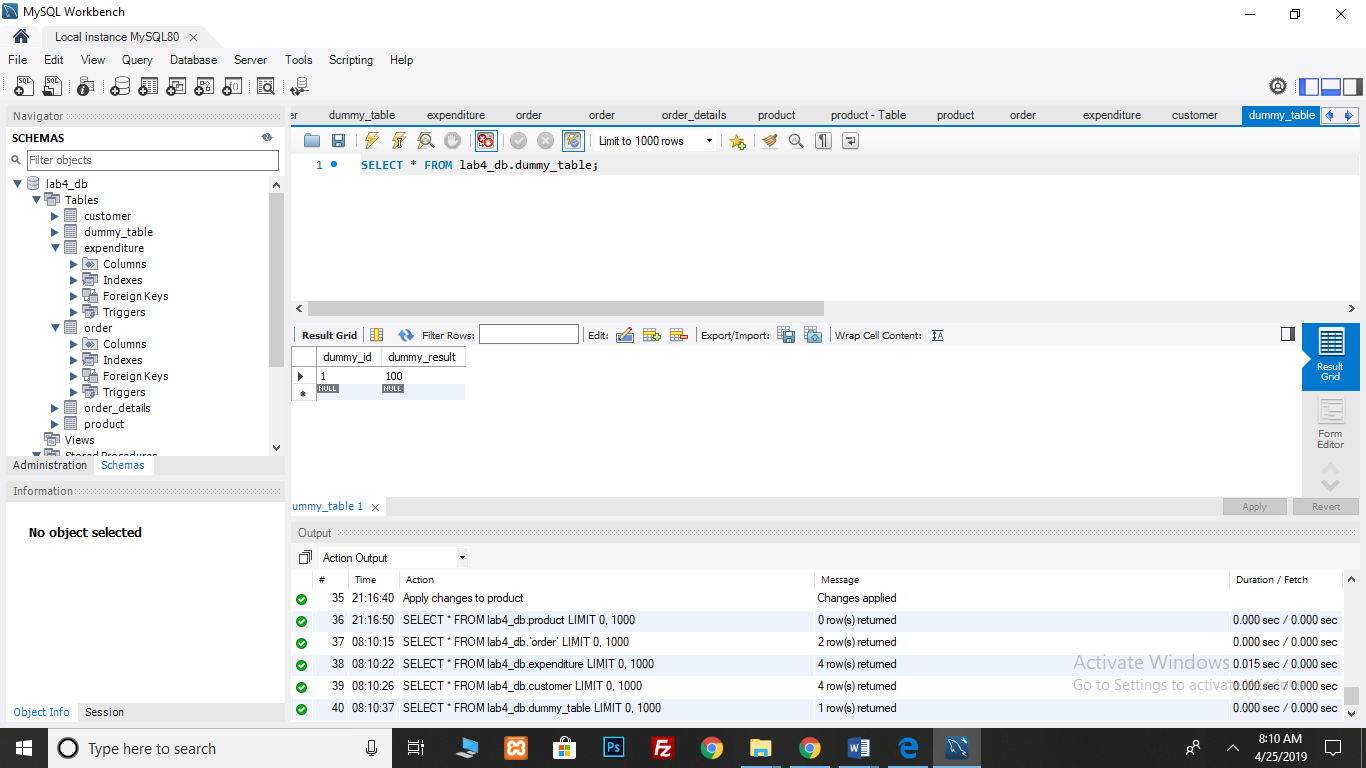 MySQL Workbench
Local instance MySQL80
File Edit View Query Database Server Tools Scripting Help
Navigator
SCHEMAS
Filter objects
lab4_db
Tables
customer
dummy_table
expenditure
Columns
Indexes
Foreign Keys
Triggers
order
Columns
Indexes
Foreign Keys
Triggers
order_details
product
Views
Stored Procedures
Administration Schemas
Information
No object selected
Object Info Session
er dummy_table expenditure order order order_details product product - Table product order expenditure customer dummy_table
Limit to 1000 rows
1 SELECT * FROM lab4_db.dummy_table;
Result Grid Filter Rows: Edit: Export/Import: Wrap Cell Content:
dummy_id dummy_result
1 100
NULL NULL
Result Grid
Form Editor
ummy_table 1
Apply Revert
Output
Action Output
# Time Action Message Duration / Fetch
35 21:16:40 Apply changes to product Changes applied
36 21:16:50 SELECT * FROM lab4_db.product LIMIT 0, 1000 0 row(s) returned 0.000 sec / 0.000 sec
37 08:10:15 SELECT * FROM lab4_db.`order` LIMIT 0, 1000 2 row(s) returned 0.000 sec / 0.000 sec
38 08:10:22 SELECT * FROM lab4_db.expenditure LIMIT 0, 1000 4 row(s) returned 0.015 sec / 0.000 sec
39 08:10:26 SELECT * FROM lab4_db.customer LIMIT 0, 1000 4 row(s) returned 0.000 sec / 0.000 sec
40 08:10:37 SELECT * FROM lab4_db.dummy_table LIMIT 0, 1000 1 row(s) returned 0.000 sec / 0.000 sec
Activate Windows
Go to Settings to activate Windows.
Type here to search
8:10 AM
4/25/2019